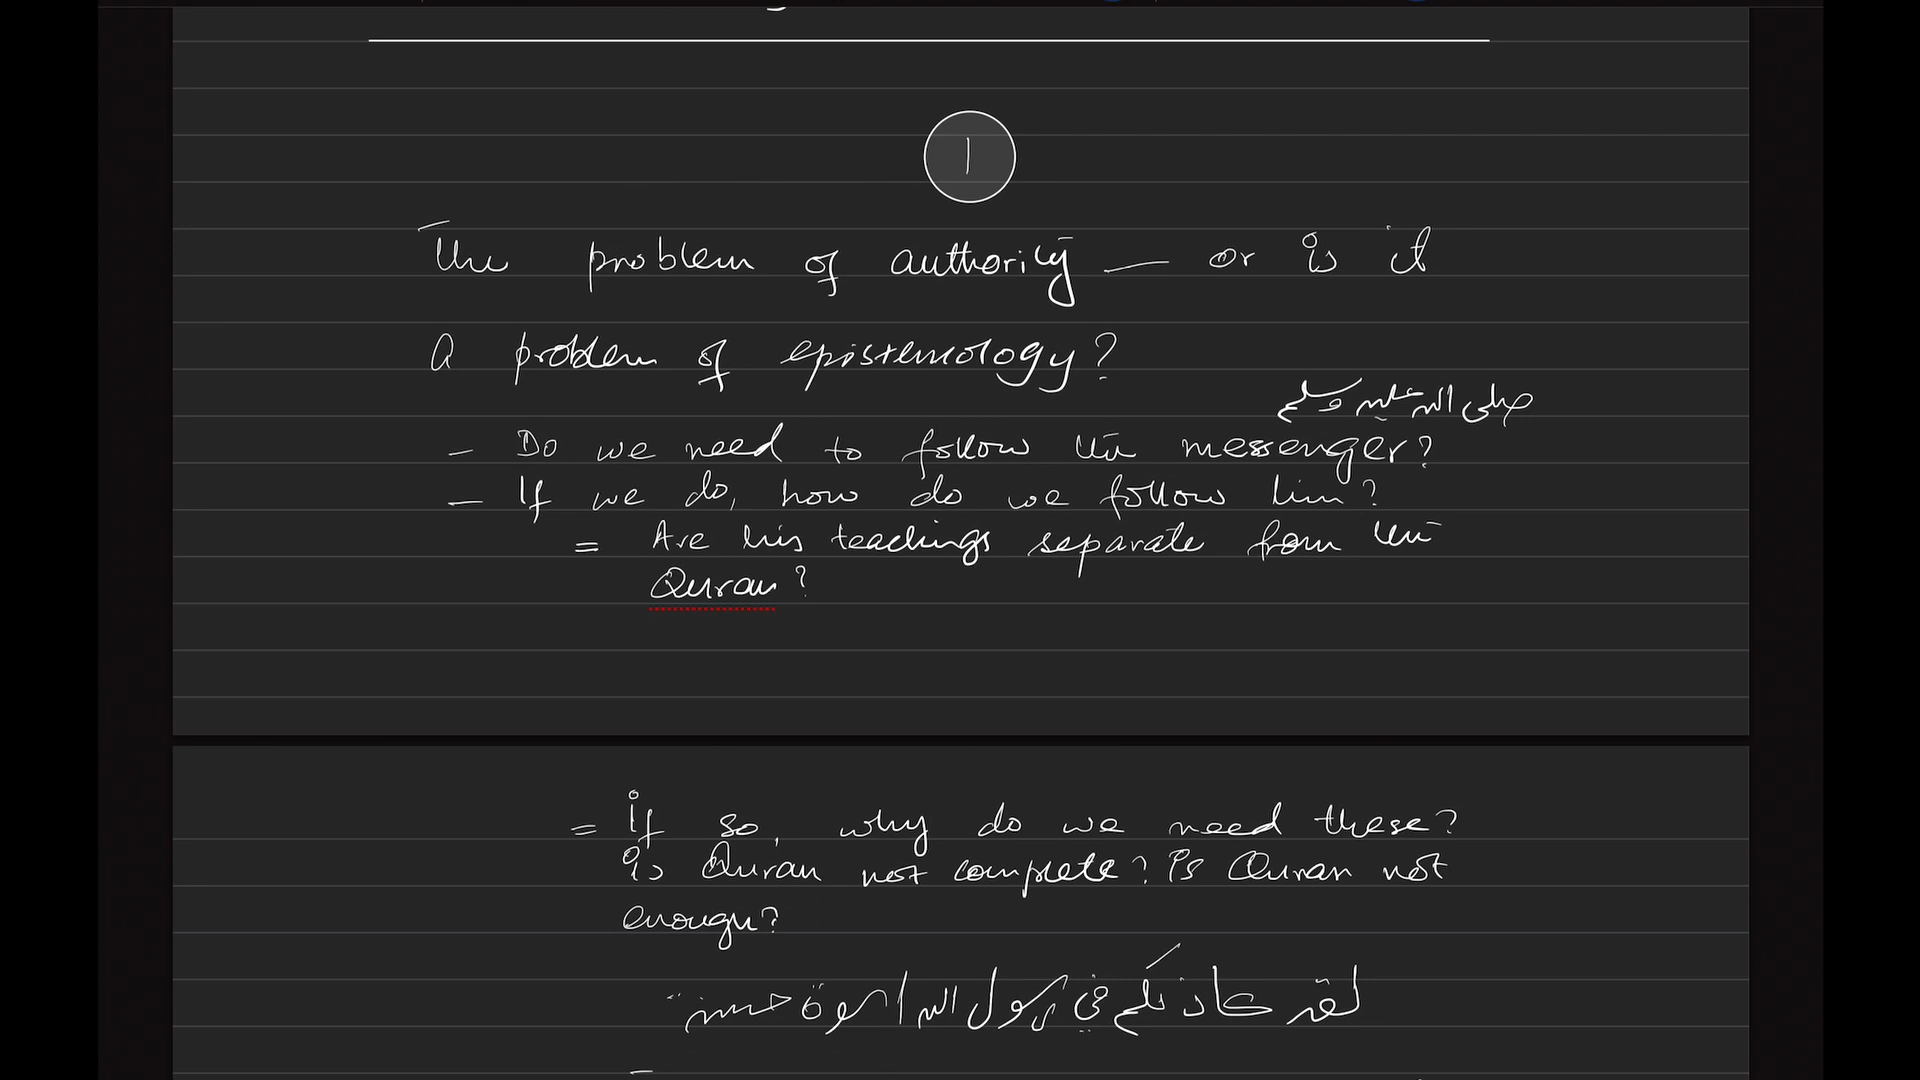 1
The problem of authority — or is it
a problem of epistemology?
صلى الله عليه وسلم
- Do we need to follow the messenger?
- If we do, how do we follow him?
= Are his teachings separate from the
Quran?
= If so, why do we need these?
Is Quran not complete? Is Quran not
enough?
لقد كان لكم في رسول الله اسوة حسنة